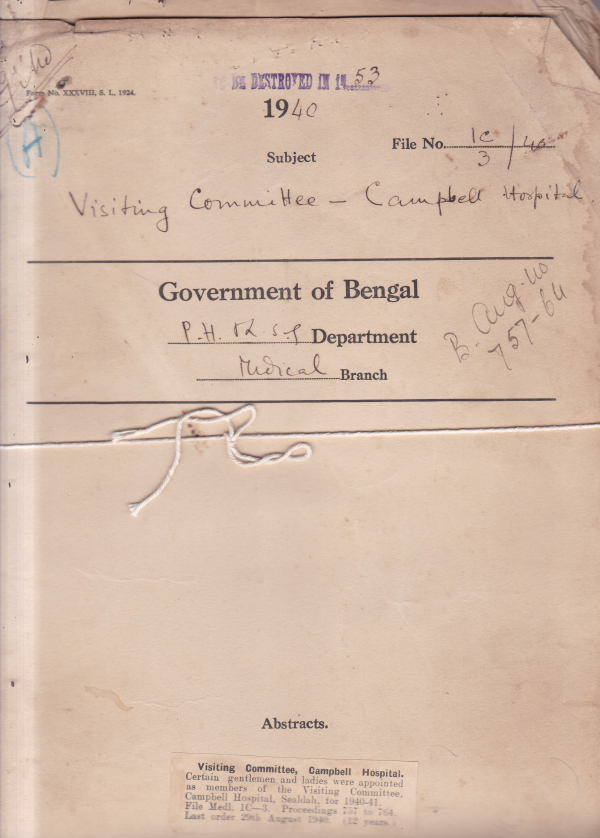 Form No. XXXVIII, S. I., 1924.
TO BE DESTROYED IN 1953
1940
File No. 1C/3/40
Subject
A
Visiting Committee – Campbell Hospital.
Government of Bengal
P.H. & L.S.G Department
Medical Branch
B. Aug. 40
757-64
Abstracts.
Visiting Committee, Campbell Hospital.
Certain gentlemen and ladies were appointed
as members of the Visiting Committee,
Campbell Hospital, Sealdah, for 1940-41.
File Medl. 1C—3. Proceedings 757 to 764.
Last order 29th August 1940. (12 years.)